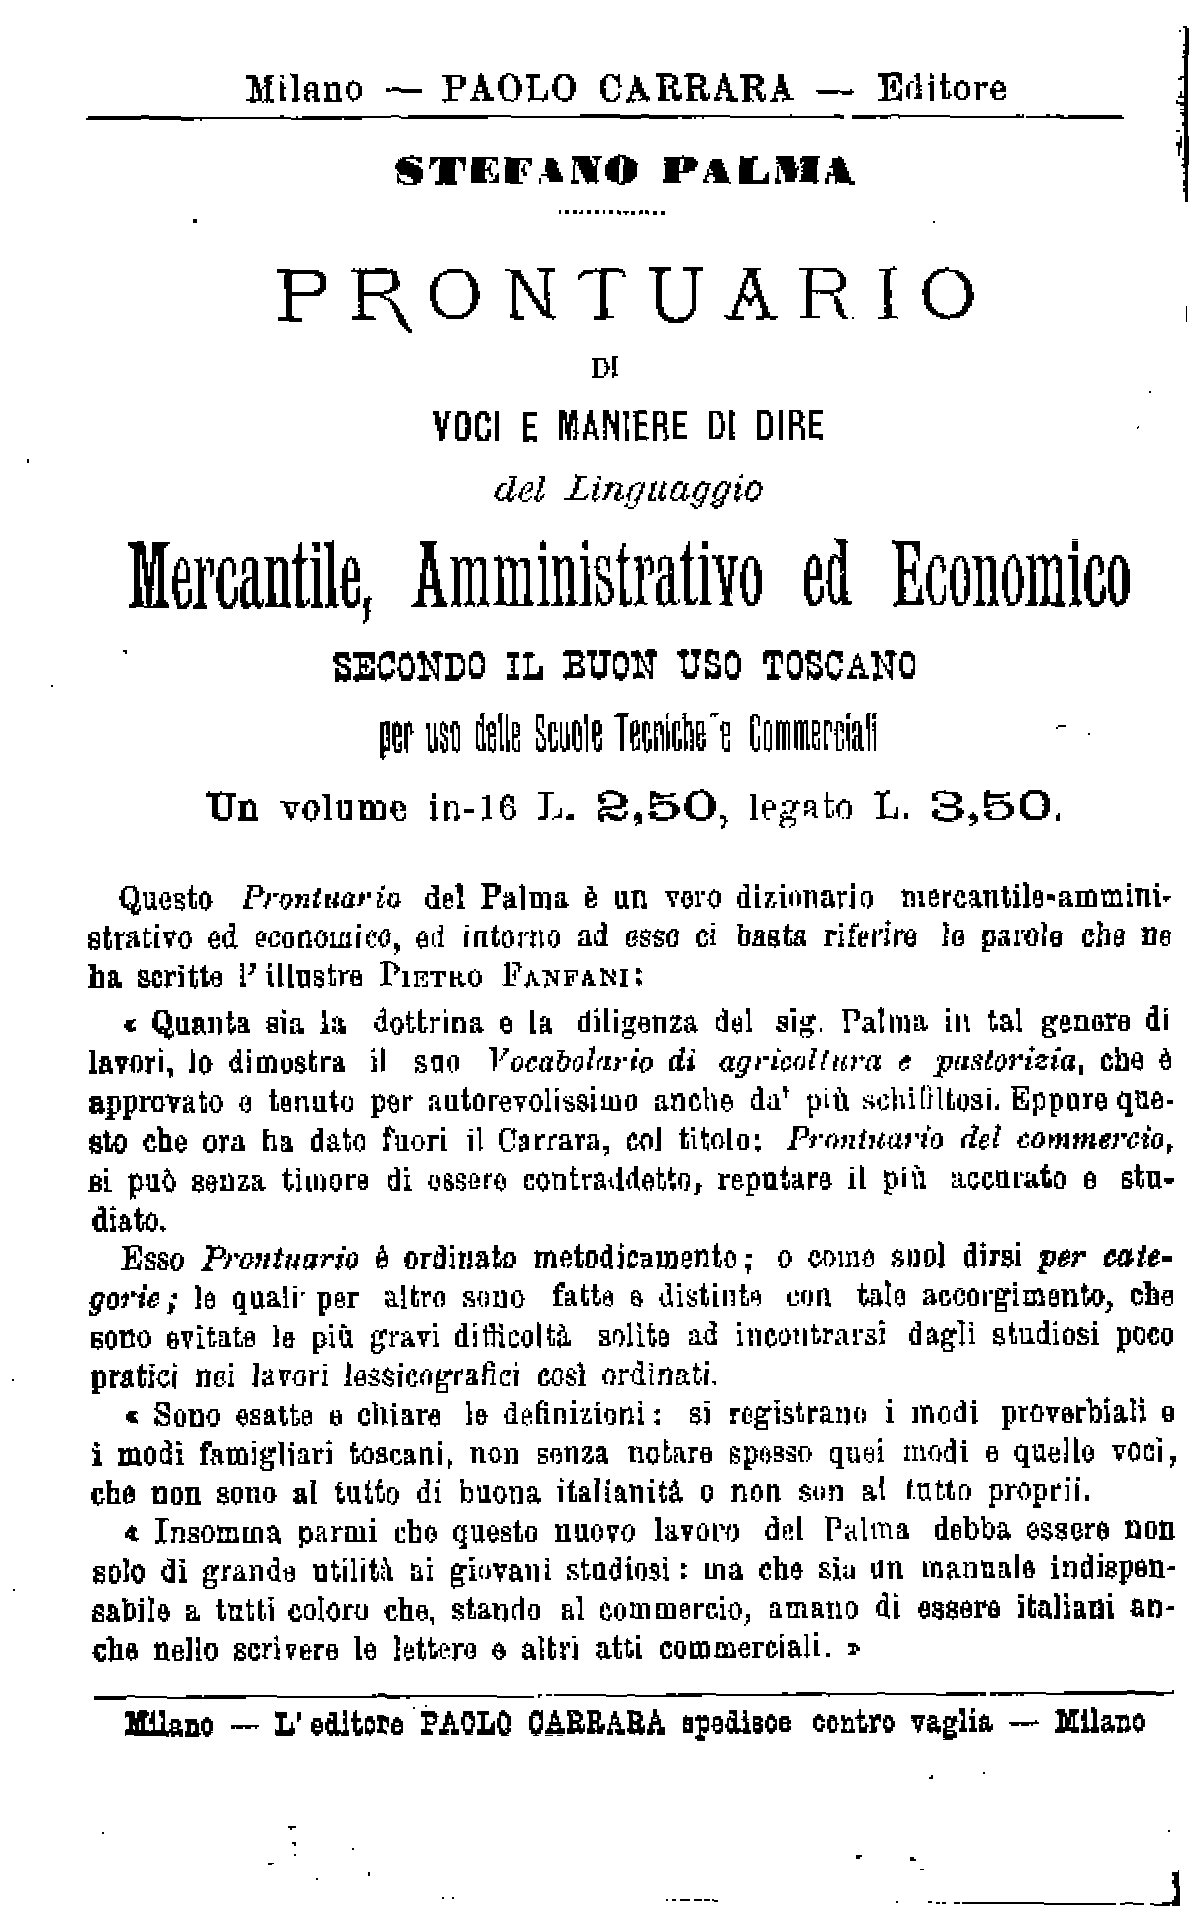 Milano — PAOLO CARRARA — Editore
STEFANO PALMA
PRONTUARIO
DI
VOCI E MANIERE DI DIRE
del Linguaggio
Mercantile, Amministrativo ed Economico
SECONDO IL BUON USO TOSCANO
per uso delle Scuole Tecniche e Commerciali
Un volume in-16 L. 2,50, legato L. 3,50.
Questo Prontuario del Palma è un vero dizionario mercantile-ammini-
strativo ed economico, ed intorno ad esso ci basta riferire le parole che ne
ha scritte l'illustre PIETRO FANFANI:
« Quanta sia la dottrina e la diligenza del sig. Palma in tal genere di
lavori, lo dimostra il suo Vocabolario di agricoltura e pastorizia, che è
approvato e tenuto per autorevolissimo anche da' più schifiltosi. Eppure que-
sto che ora ha dato fuori il Carrara, col titolo: Prontuario del commercio,
si può senza timore di essere contraddetto, reputare il più accurato e stu-
diato.
Esso Prontuario è ordinato metodicamente; o come suol dirsi per cate-
gorie; le quali per altro sono fatte e distinte con tale accorgimento, che
sono evitate le più gravi difficoltà solite ad incontrarsi dagli studiosi poco
pratici nei lavori lessicografici così ordinati.
« Sono esatte e chiare le definizioni: si registrano i modi proverbiali e
i modi famigliari toscani, non senza notare spesso quei modi e quelle voci,
che non sono al tutto di buona italianità o non son al tutto proprii.
« Insomma parmi che questo nuovo lavoro del Palma debba essere non
solo di grande utilità ai giovani studiosi: ma che sia un manuale indispen-
sabile a tutti coloro che, stando al commercio, amano di essere italiani an-
che nello scrivere le lettere e altri atti commerciali. »
Milano — L'editore PAOLO CARRARA spedisce contro vaglia — Milano